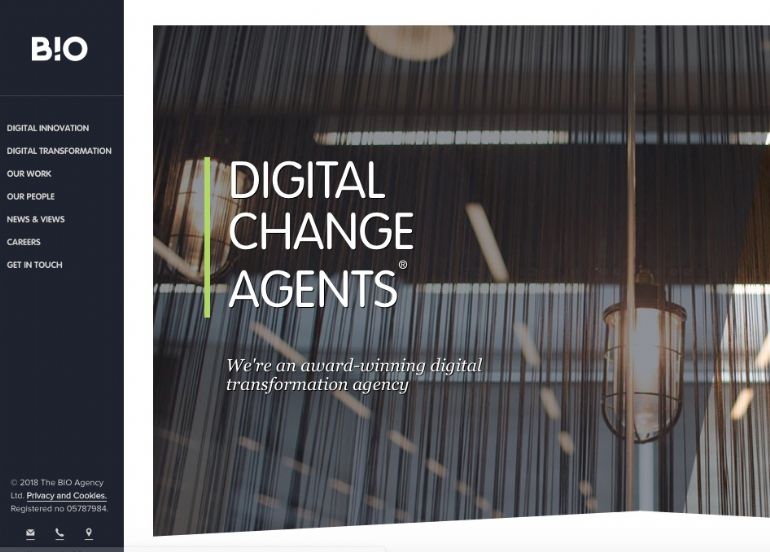 B!O
DIGITAL INNOVATION
DIGITAL TRANSFORMATION
OUR WORK
OUR PEOPLE
NEWS & VIEWS
CAREERS
GET IN TOUCH
© 2018 The BIO Agency
Ltd. Privacy and Cookies.
Registered no 05787984.
DIGITAL
CHANGE
AGENTS®
We're an award-winning digital
transformation agency